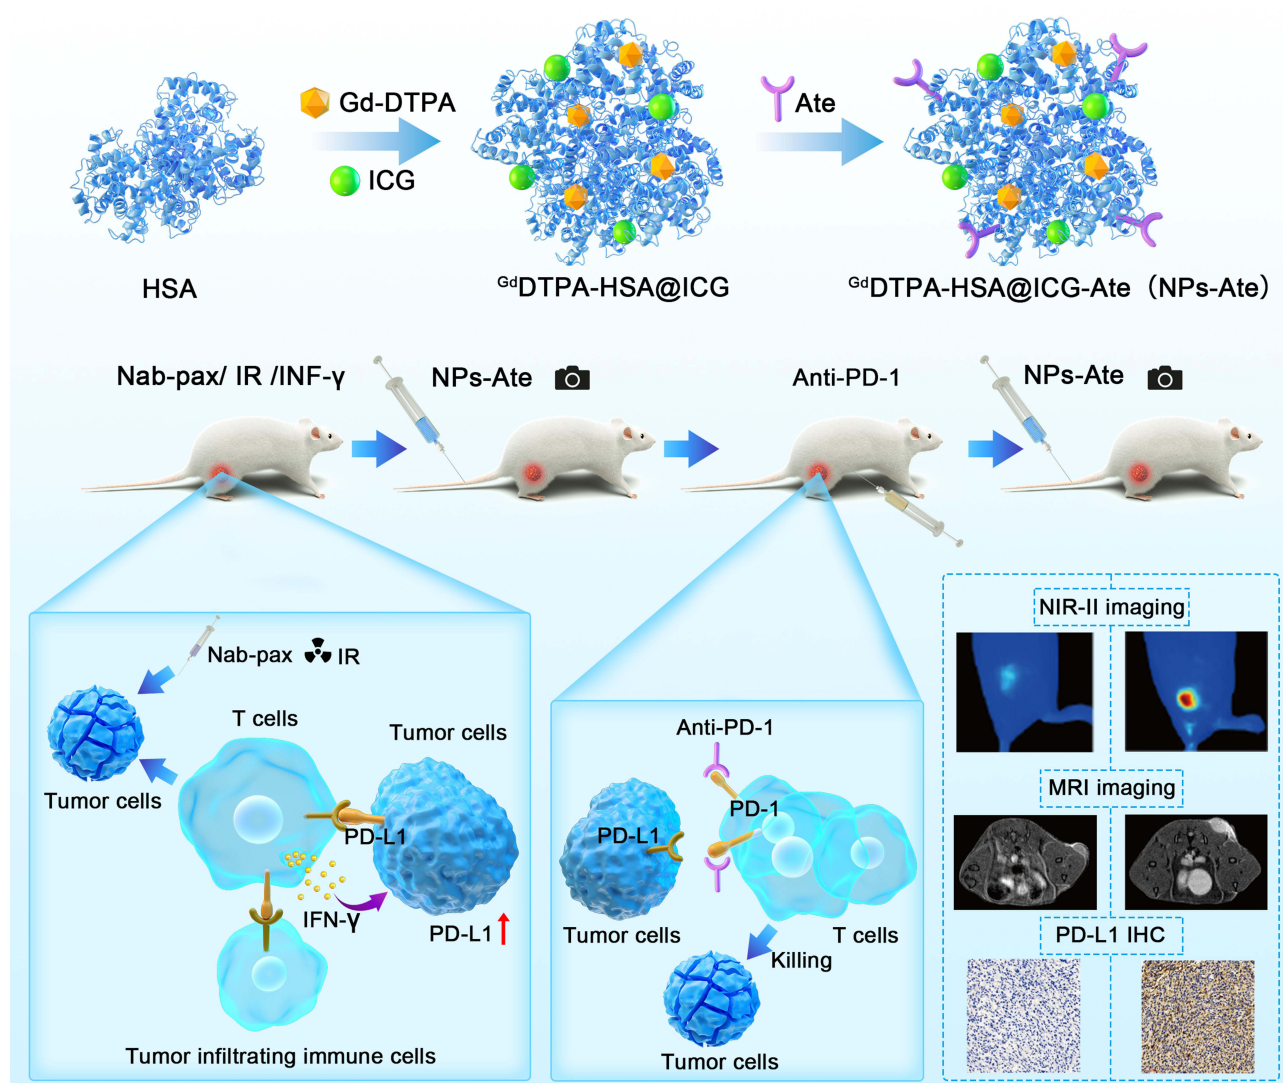 Gd-DTPA
ICG
Ate
HSA
GdDTPA-HSA@ICG
GdDTPA-HSA@ICG-Ate（NPs-Ate）
Nab-pax/ IR /INF-γ
NPs-Ate
Anti-PD-1
NPs-Ate
Nab-pax
IR
T cells
Tumor cells
Tumor cells
PD-L1
IFN-γ
PD-L1
Tumor infiltrating immune cells
Anti-PD-1
PD-1
PD-L1
Tumor cells
T cells
Killing
Tumor cells
NIR-II imaging
MRI imaging
PD-L1 IHC